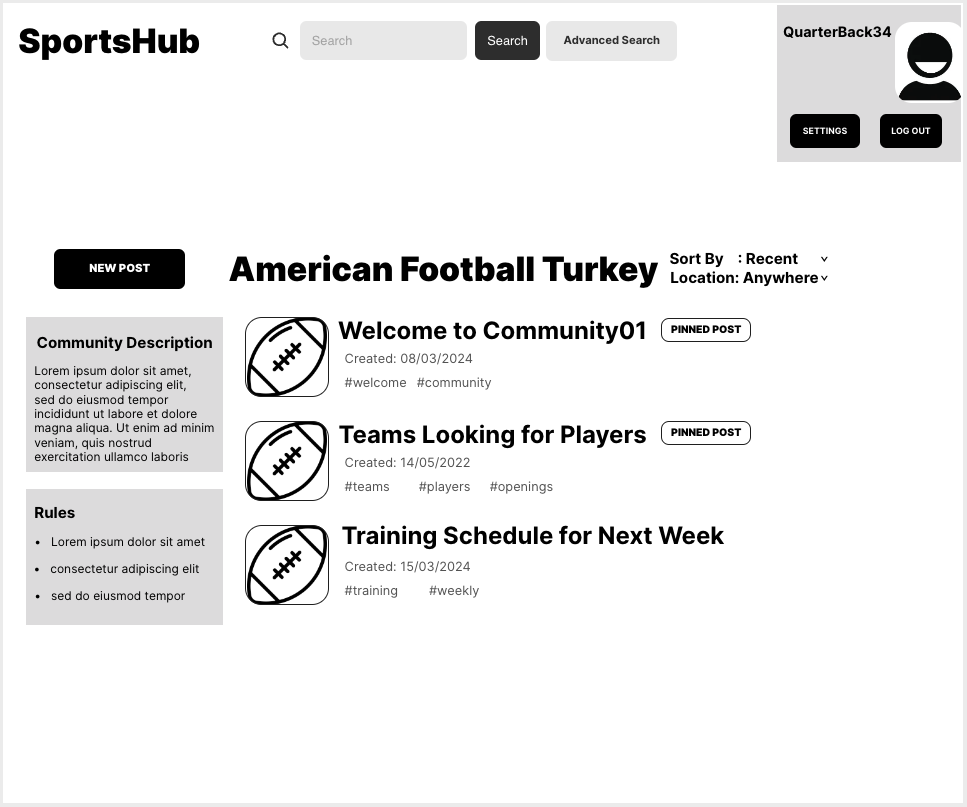 SportsHub
Search
Search
Advanced Search
QuarterBack34
SETTINGS
LOG OUT
NEW POST
American Football Turkey
Sort By : Recent
Location: Anywhere
Community Description
Lorem ipsum dolor sit amet,
consectetur adipiscing elit,
sed do eiusmod tempor
incididunt ut labore et dolore
magna aliqua. Ut enim ad minim
veniam, quis nostrud
exercitation ullamco laboris
Rules
• Lorem ipsum dolor sit amet
• consectetur adipiscing elit
• sed do eiusmod tempor
Welcome to Community01
PINNED POST
Created: 08/03/2024
#welcome #community
Teams Looking for Players
PINNED POST
Created: 14/05/2022
#teams #players #openings
Training Schedule for Next Week
Created: 15/03/2024
#training #weekly